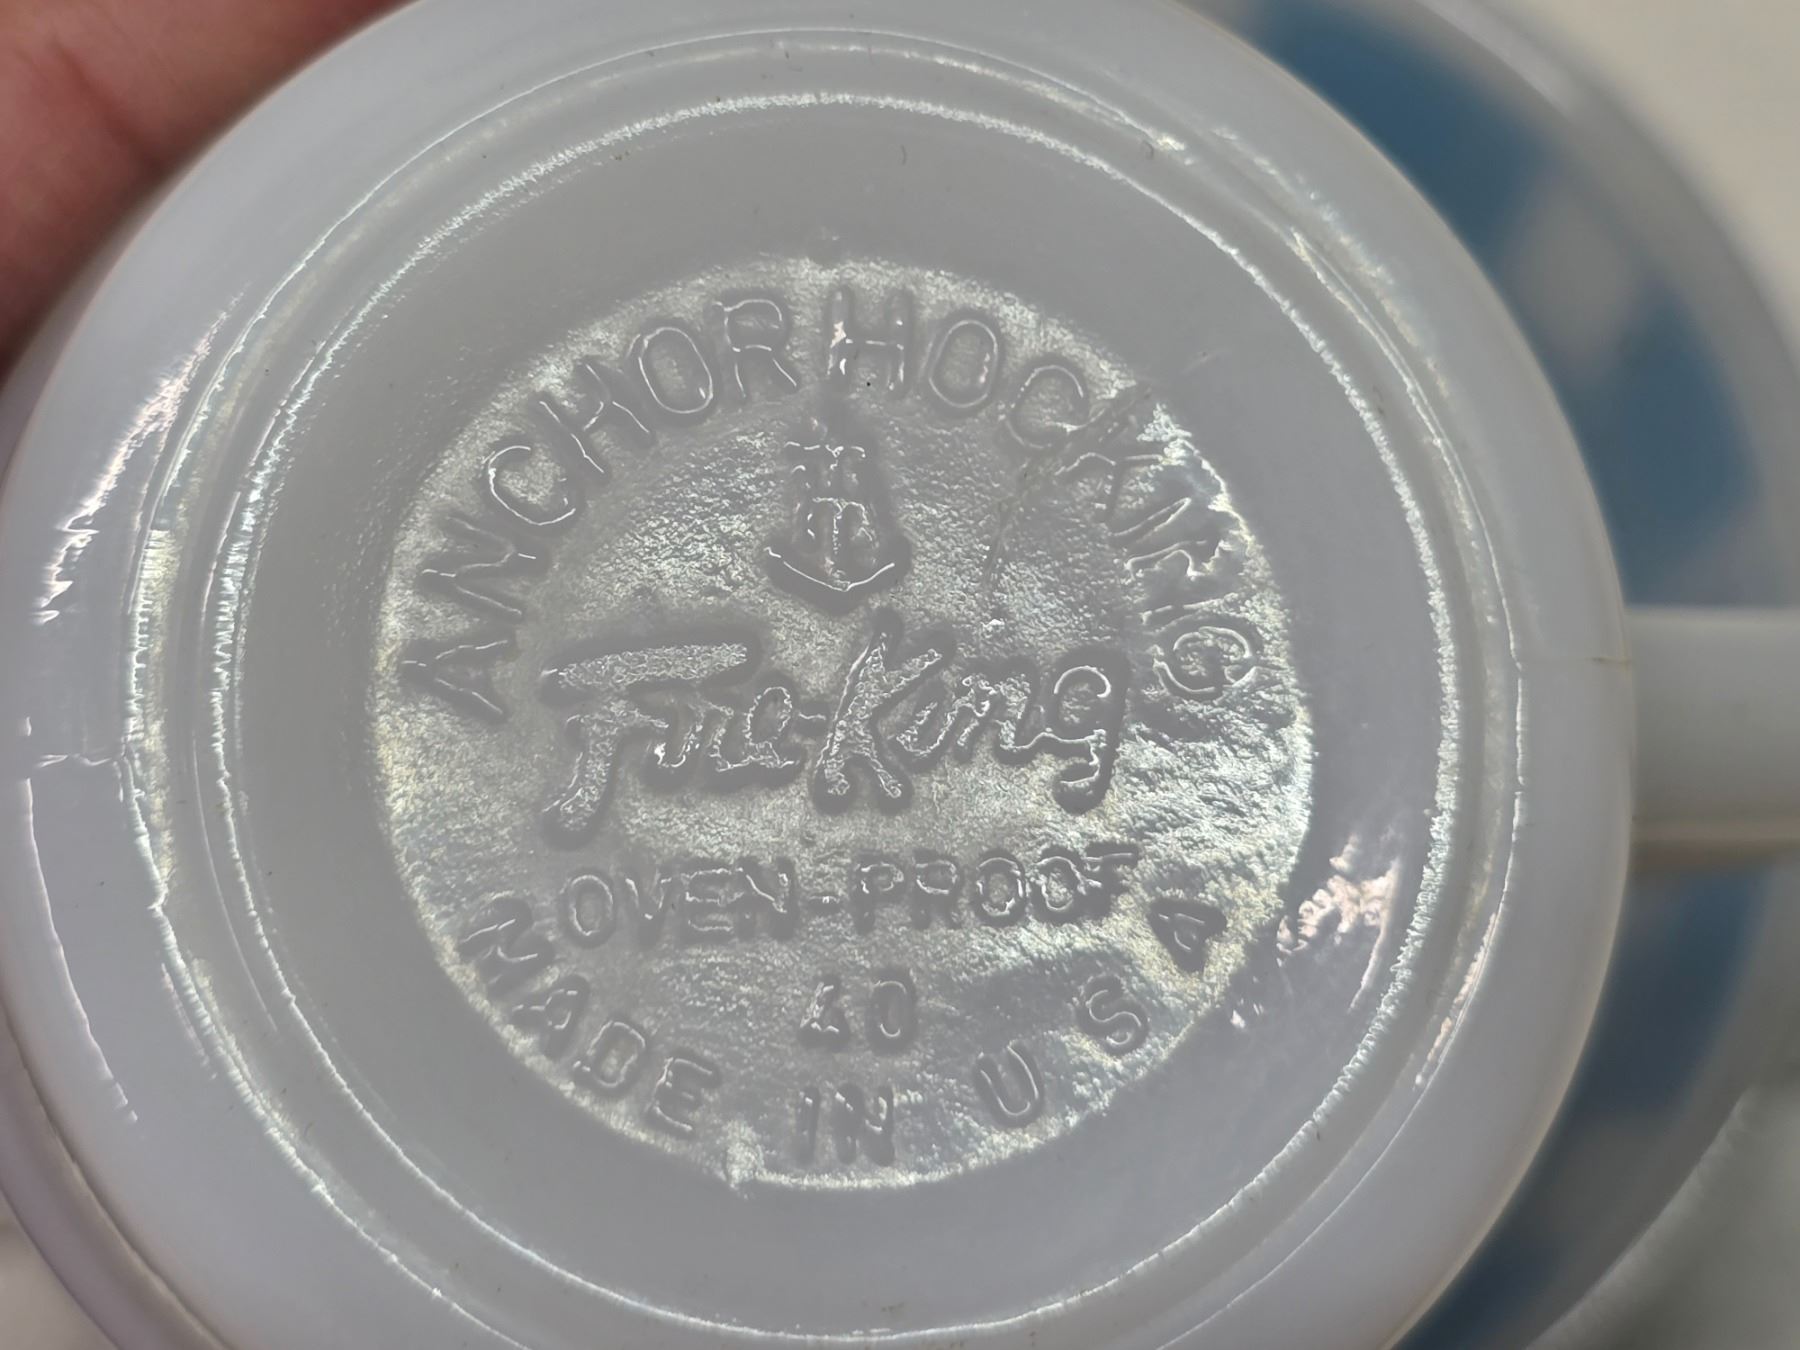 ANCHOR HOCKING
Fire-King
OVEN-PROOF
40
MADE IN U S A